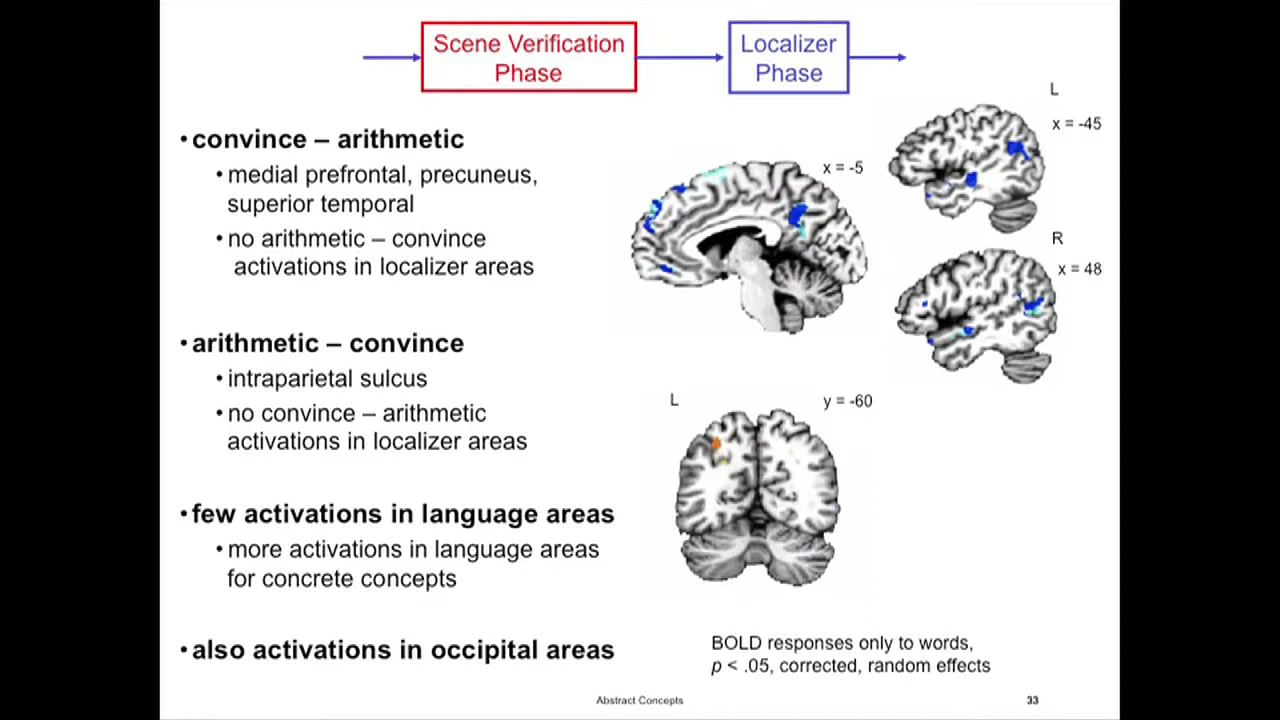 Scene Verification
Phase
Localizer
Phase
• convince – arithmetic
• medial prefrontal, precuneus,
superior temporal
• no arithmetic – convince
activations in localizer areas
• arithmetic – convince
• intraparietal sulcus
• no convince – arithmetic
activations in localizer areas
• few activations in language areas
• more activations in language areas
for concrete concepts
• also activations in occipital areas
x = -5
L
x = -45
R
x = 48
L
y = -60
BOLD responses only to words,
p < .05, corrected, random effects
Abstract Concepts
33